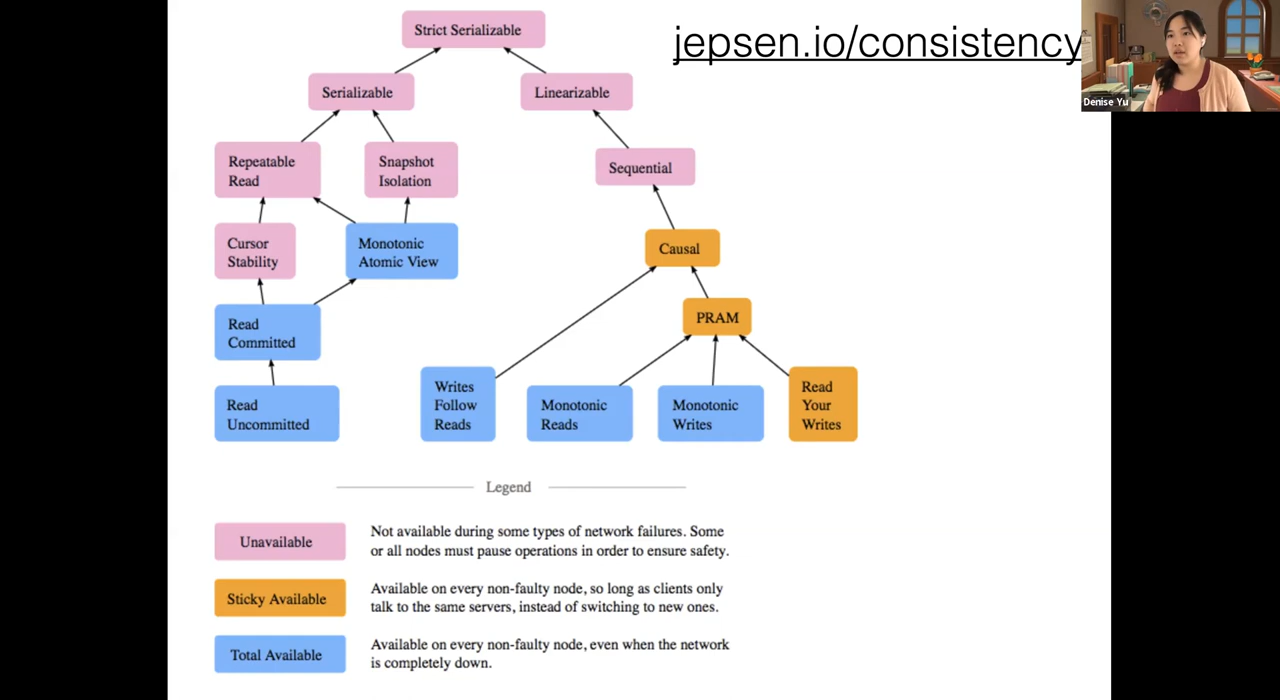 Strict Serializable
jepsen.io/consistency
Denise Yu
Serializable
Linearizable
Repeatable
Read
Snapshot
Isolation
Sequential
Cursor
Stability
Monotonic
Atomic View
Causal
Read
Committed
PRAM
Read
Uncommitted
Writes
Follow
Reads
Monotonic
Reads
Monotonic
Writes
Read
Your
Writes
Legend
Unavailable
Not available during some types of network failures. Some
or all nodes must pause operations in order to ensure safety.
Sticky Available
Available on every non-faulty node, so long as clients only
talk to the same servers, instead of switching to new ones.
Total Available
Available on every non-faulty node, even when the network
is completely down.